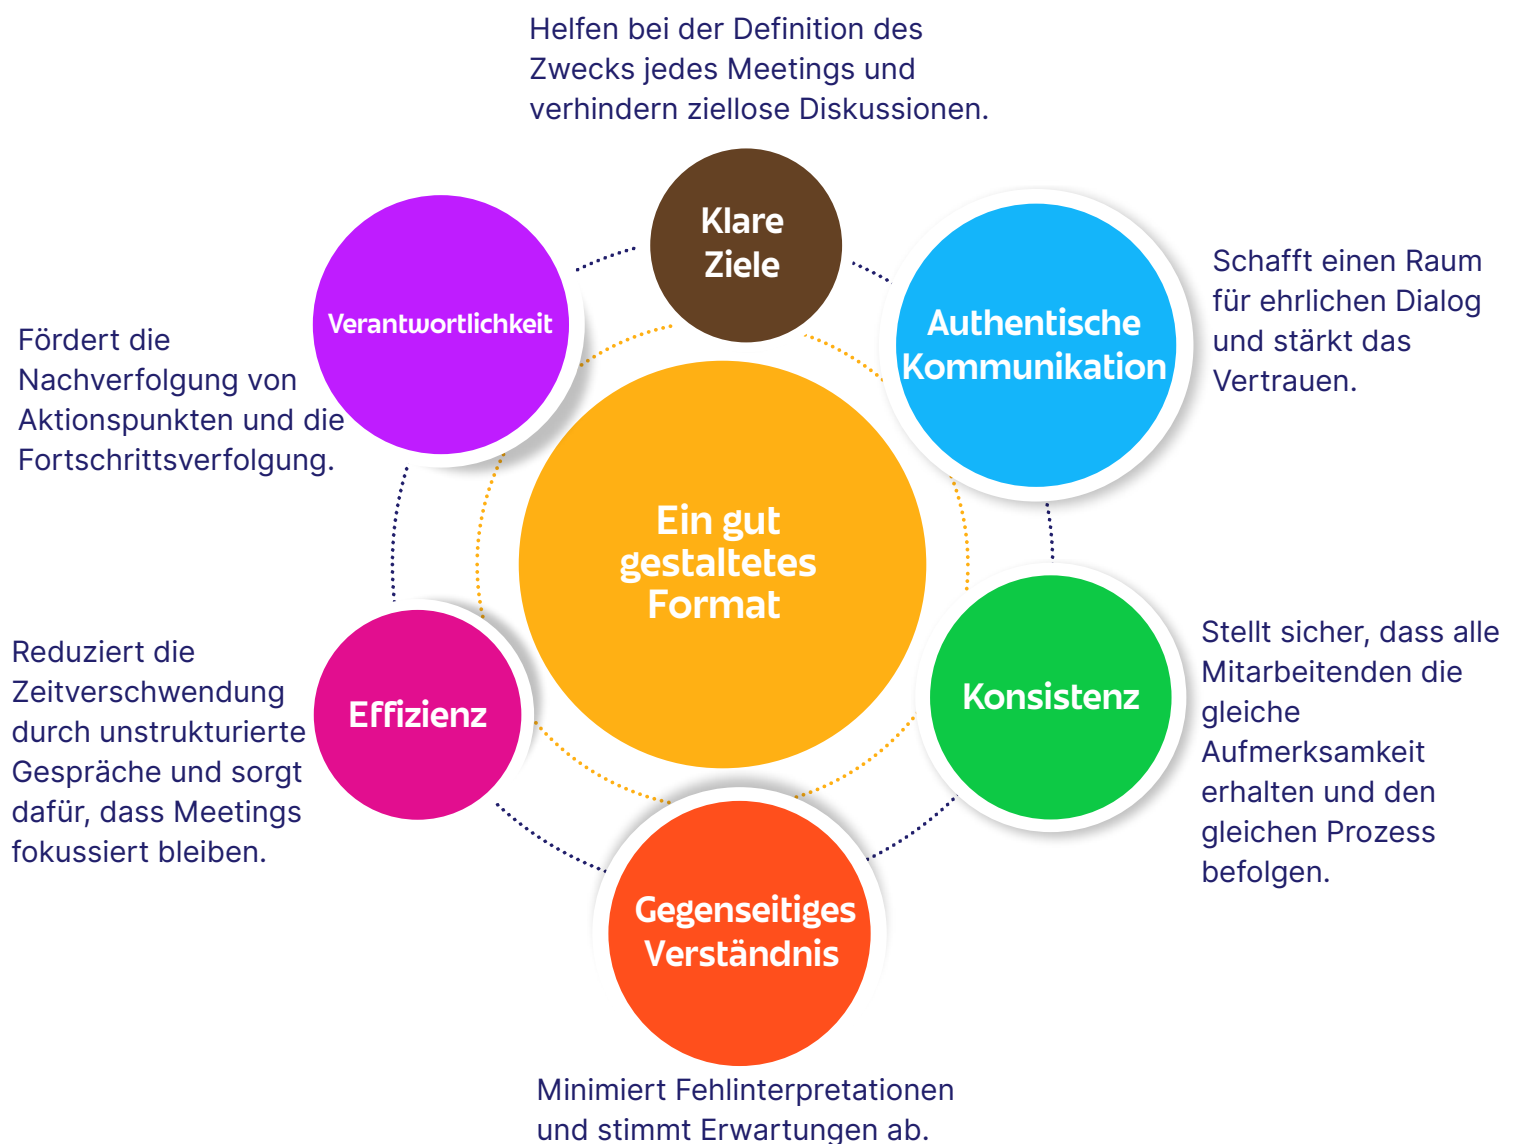 Helfen bei der Definition des
Zwecks jedes Meetings und
verhindern ziellose Diskussionen.
Klare
Ziele
Authentische
Kommunikation
Schafft einen Raum
für ehrlichen Dialog
und stärkt das
Vertrauen.
Verantwortlichkeit
Fördert die
Nachverfolgung von
Aktionspunkten und die
Fortschrittsverfolgung.
Ein gut
gestaltetes
Format
Konsistenz
Stellt sicher, dass alle
Mitarbeitenden die
gleiche
Aufmerksamkeit
erhalten und den
gleichen Prozess
befolgen.
Effizienz
Reduziert die
Zeitverschwendung
durch unstrukturierte
Gespräche und sorgt
dafür, dass Meetings
fokussiert bleiben.
Gegenseitiges
Verständnis
Minimiert Fehlinterpretationen
und stimmt Erwartungen ab.